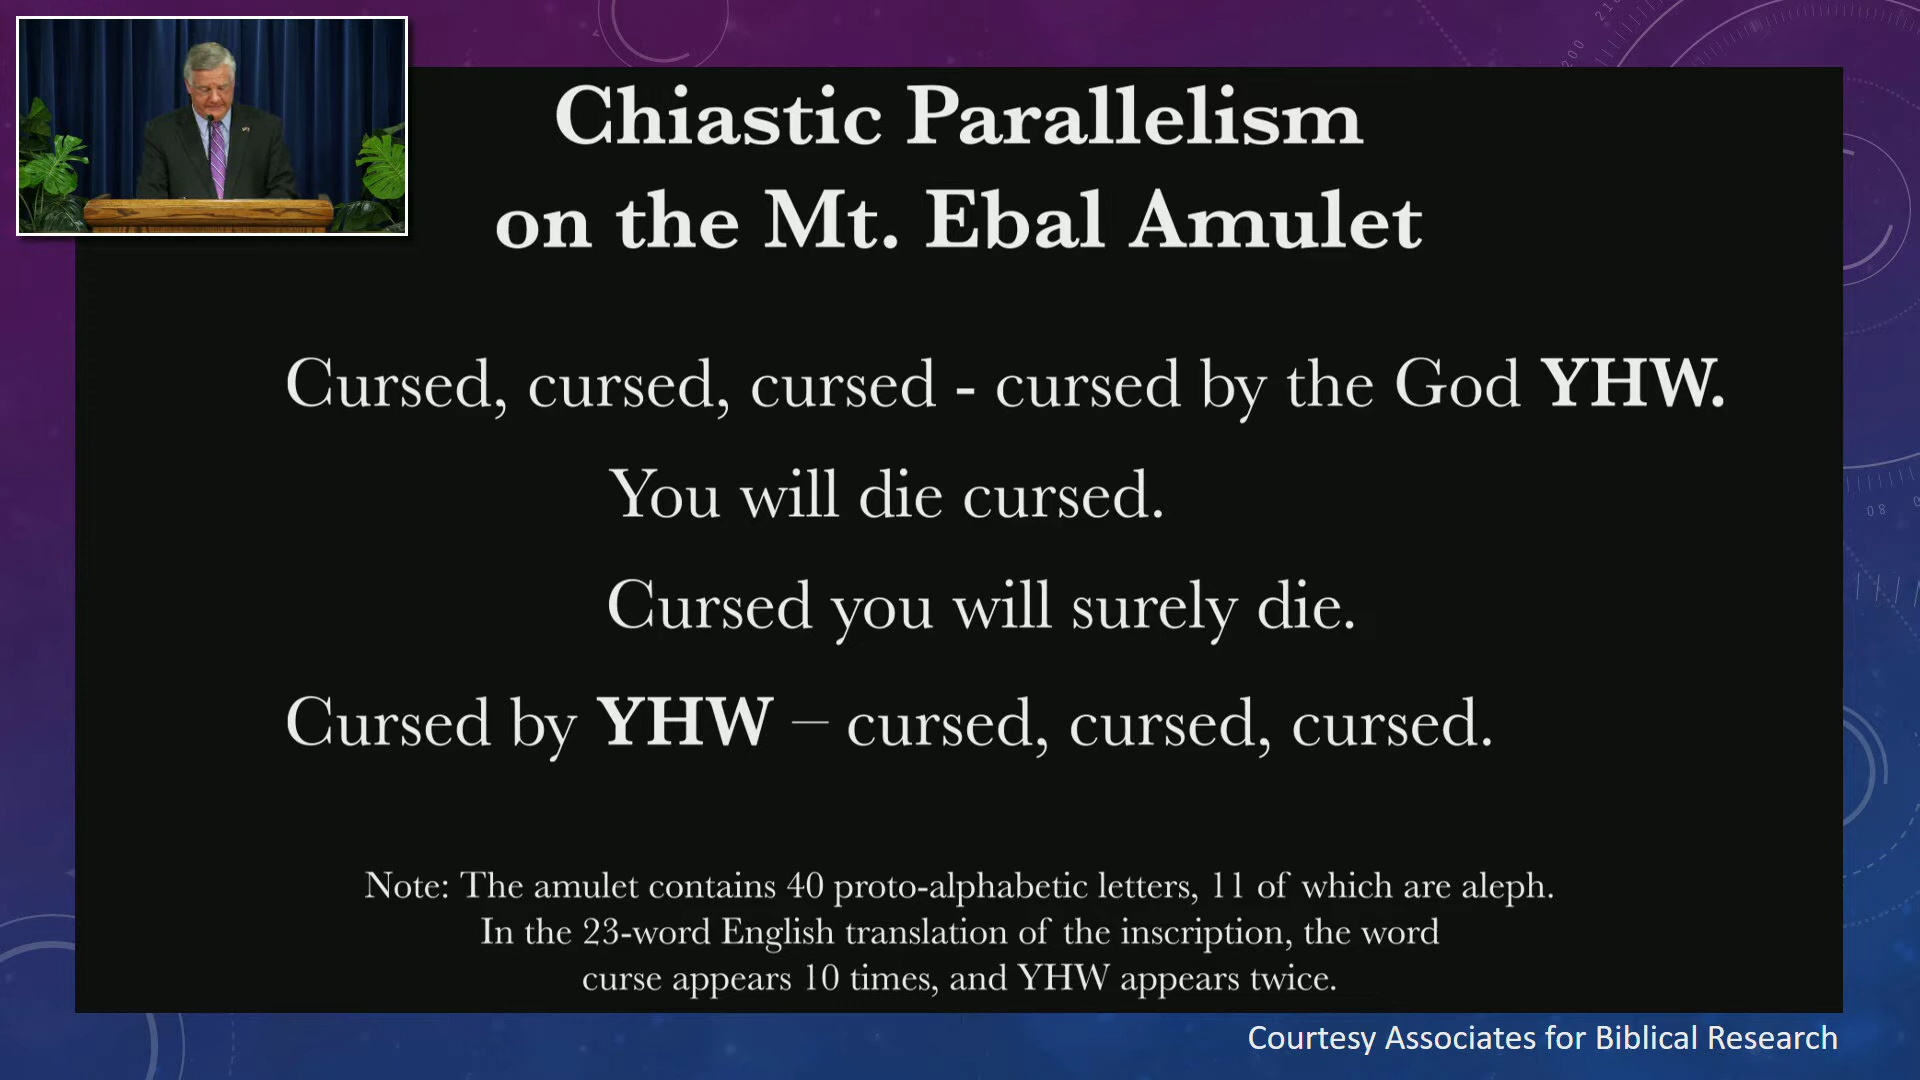 Chiastic Parallelism
on the Mt. Ebal Amulet
Cursed, cursed, cursed - cursed by the God YHW.
You will die cursed.
Cursed you will surely die.
Cursed by YHW – cursed, cursed, cursed.
Note: The amulet contains 40 proto-alphabetic letters, 11 of which are aleph.
In the 23-word English translation of the inscription, the word
curse appears 10 times, and YHW appears twice.
Courtesy Associates for Biblical Research
80
200